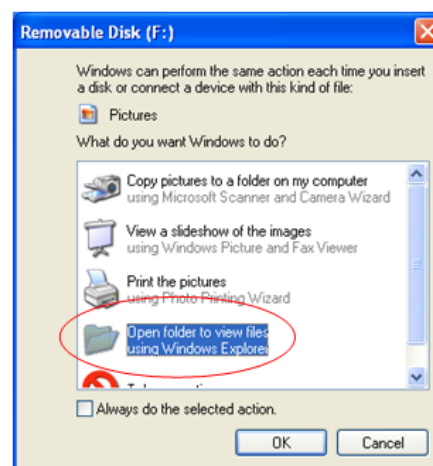 Removable Disk (F:)
Windows can perform the same action each time you insert
a disk or connect a device with this kind of file:
Pictures
What do you want Windows to do?
Copy pictures to a folder on my computer
using Microsoft Scanner and Camera Wizard
View a slideshow of the images
using Windows Picture and Fax Viewer
Print the pictures
using Photo Printing Wizard
Open folder to view files
using Windows Explorer
Always do the selected action.
OK
Cancel